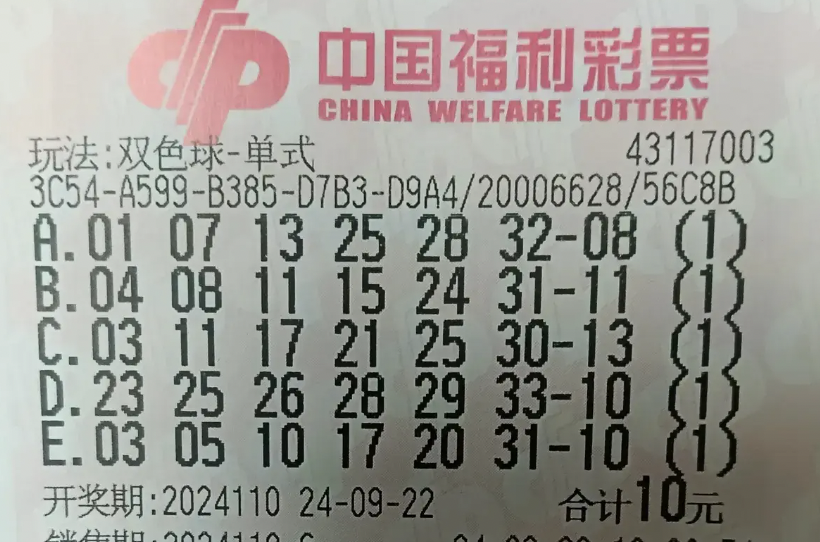 中国福利彩票
CHINA WELFARE LOTTERY
玩法:双色球-单式 43117003
3C54-A599-B385-D7B3-D9A4/20006628/56C8B
A.01 07 13 25 28 32-08 (1)
B.04 08 11 15 24 31-11 (1)
C.03 11 17 21 25 30-13 (1)
D.23 25 26 28 29 33-10 (1)
E.03 05 10 17 20 31-10 (1)
开奖期:2024110 24-09-22 合计10元